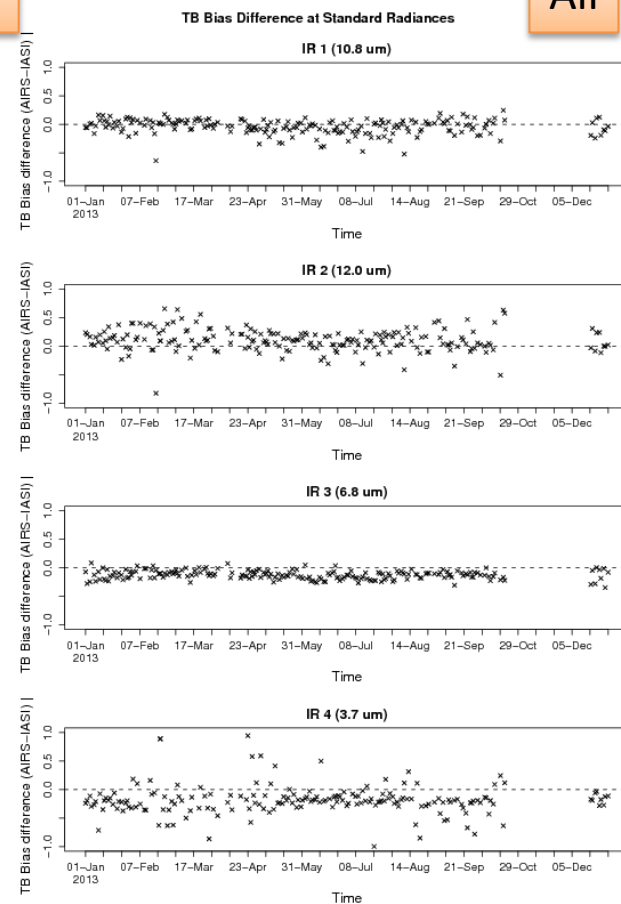 All
TB Bias Difference at Standard Radiances
IR 1 (10.8 um)
TB Bias difference (AIRS−IASI) |
1.0
0.5
0.0
−1.0
01−Jan 07−Feb 17−Mar 23−Apr 31−May 08−Jul 14−Aug 21−Sep 29−Oct 05−Dec
2013
Time
IR 2 (12.0 um)
TB Bias difference (AIRS−IASI)
1.0
0.5
0.0
−1.0
01−Jan 07−Feb 17−Mar 23−Apr 31−May 08−Jul 14−Aug 21−Sep 29−Oct 05−Dec
2013
Time
IR 3 (6.8 um)
TB Bias difference (AIRS−IASI) |
1.0
0.5
0.0
−1.0
01−Jan 07−Feb 17−Mar 23−Apr 31−May 08−Jul 14−Aug 21−Sep 29−Oct 05−Dec
2013
Time
IR 4 (3.7 um)
TB Bias difference (AIRS−IASI) |
1.0
0.5
0.0
−1.0
01−Jan 07−Feb 17−Mar 23−Apr 31−May 08−Jul 14−Aug 21−Sep 29−Oct 05−Dec
2013
Time